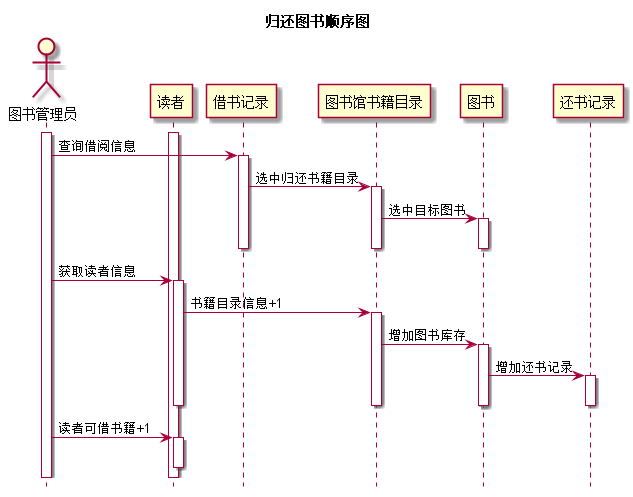 归还图书顺序图
图书管理员
读者
借书记录
图书馆书籍目录
图书
还书记录
查询借阅信息
选中归还书籍目录
选中目标图书
获取读者信息
书籍目录信息+1
增加图书库存
增加还书记录
读者可借书籍+1